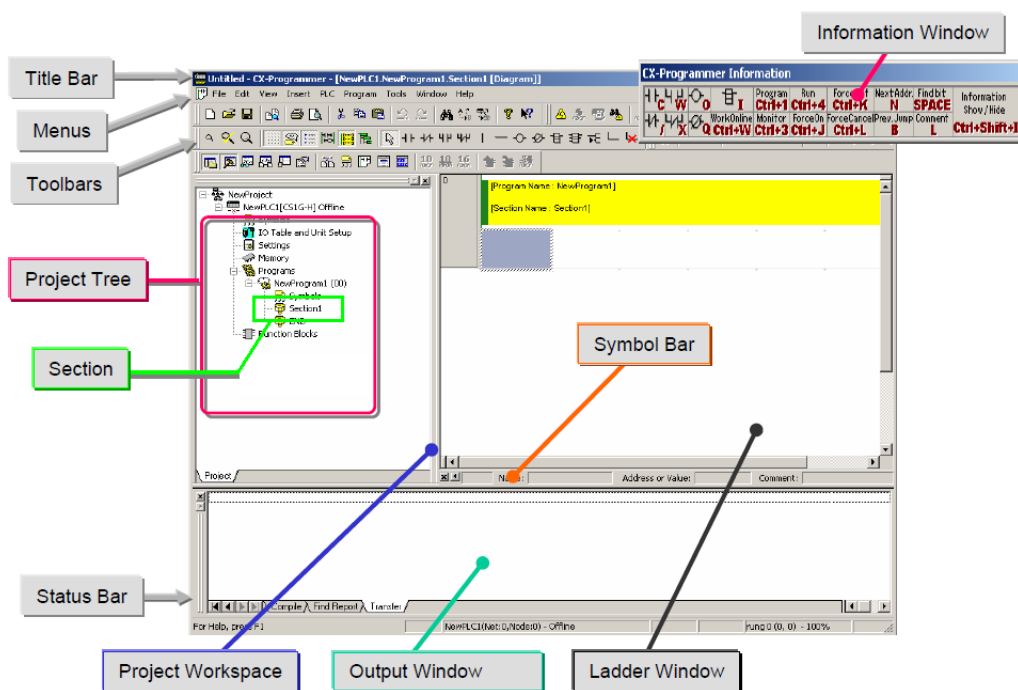 Information Window
Title Bar
Untitled - CX-Programmer - [NewPLC1.NewProgram1.Section1 [Diagram]]
CX-Programmer Information
Menus
File Edit View Insert PLC Program Tools Window Help
C W O I
Program Ctrl+1
Run Ctrl+4
Ctrl+K
NextAddr. N
Find bit SPACE
Information Show/Hide Ctrl+Shift+I
/ X Q
WorkOnline Ctrl+W
Monitor Ctrl+3
ForceOn Ctrl+J
ForceCancel Ctrl+L
Prev.Jump B
Comment L
Toolbars
10 10 16
NewProject
NewPLC1[CS1G-H] Offline
IO Table and Unit Setup
Settings
Memory
Programs
NewProgram1 (00)
Symbols
Section1
END
Function Blocks
0
[Program Name : NewProgram1]
[Section Name : Section1]
Project Tree
Section
Symbol Bar
Project
Name:
Address or Value:
Comment:
Status Bar
Compile Find Report Transfer
For Help, press F1
NewPLC1(Net:0,Node:0) - Offline
rung 0 (0, 0) - 100%
Project Workspace
Output Window
Ladder Window